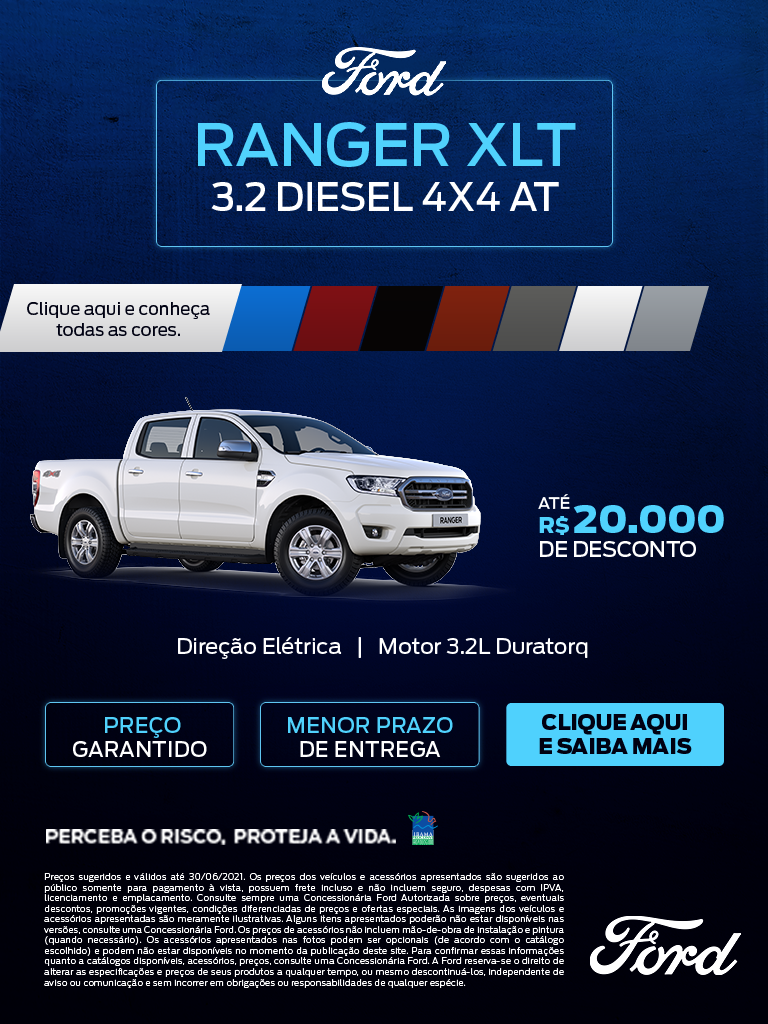 Ford
RANGER XLT
3.2 DIESEL 4X4 AT
Clique aqui e conheça
todas as cores.
4x4
Ford
RANGER
ATÉ
R$ 20.000
DE DESCONTO
Direção Elétrica | Motor 3.2L Duratorq
PREÇO
GARANTIDO
MENOR PRAZO
DE ENTREGA
CLIQUE AQUI
E SAIBA MAIS
PERCEBA O RISCO, PROTEJA A VIDA.
IBAMA
Preços sugeridos e válidos até 30/06/2021. Os preços dos veículos e acessórios apresentados são sugeridos ao
público somente para pagamento à vista, possuem frete incluso e não incluem seguro, despesas com IPVA,
licenciamento e emplacamento. Consulte sempre uma Concessionária Ford Autorizada sobre preços, eventuais
descontos, promoções vigentes, condições diferenciadas de preços e ofertas especiais. As imagens dos veículos e
acessórios apresentadas são meramente ilustrativas. Alguns itens apresentados poderão não estar disponíveis nas
versões, consulte uma Concessionária Ford. Os preços de acessórios não incluem mão-de-obra de instalação e pintura
(quando necessário). Os acessórios apresentados nas fotos podem ser opcionais (de acordo com o catálogo
escolhido) e podem não estar disponíveis no momento da publicação deste site. Para confirmar essas informações
quanto a catálogos disponíveis, acessórios, preços, consulte uma Concessionária Ford. A Ford reserva-se o direito de
alterar as especificações e preços de seus produtos a qualquer tempo, ou mesmo descontinuá-los, independente de
aviso ou comunicação e sem incorrer em obrigações ou responsabilidades de qualquer espécie.
Ford